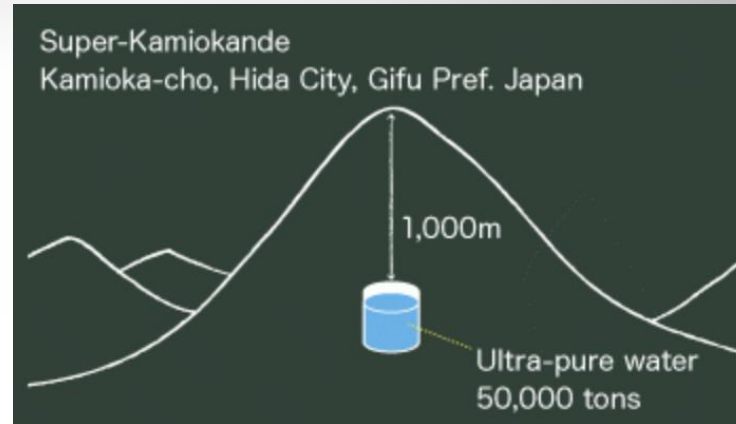 Super-Kamiokande
Kamioka-cho, Hida City, Gifu Pref. Japan
1,000m
Ultra-pure water
50,000 tons